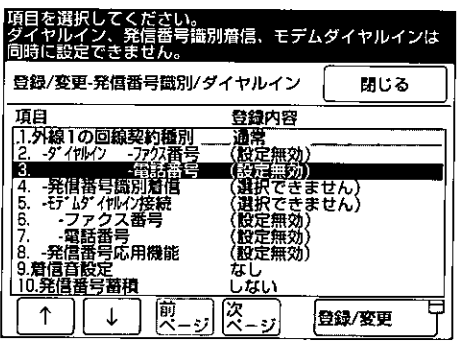 項目を選択してください。
ダイヤルイン、発信番号識別着信、モデムダイヤルインは
同時に設定できません。
登録/変更-発信番号識別/ダイヤルイン 閉じる
項目 登録内容
1.外線1の回線契約種別 通常
2. -ﾀﾞｲﾔﾙｲﾝ -ﾌｧｸｽ番号 (設定無効)
3. -電話番号 (設定無効)
4. -発信番号識別着信 (選択できません)
5. -ﾓﾃﾞﾑﾀﾞｲﾔﾙｲﾝ接続 (選択できません)
6. -ファクス番号 (設定無効)
7. -電話番号 (設定無効)
8. -発信番号応用機能 (設定無効)
9.着信音設定 なし
10.発信番号蓄積 しない
↑ ↓ 前ページ 次ページ 登録/変更